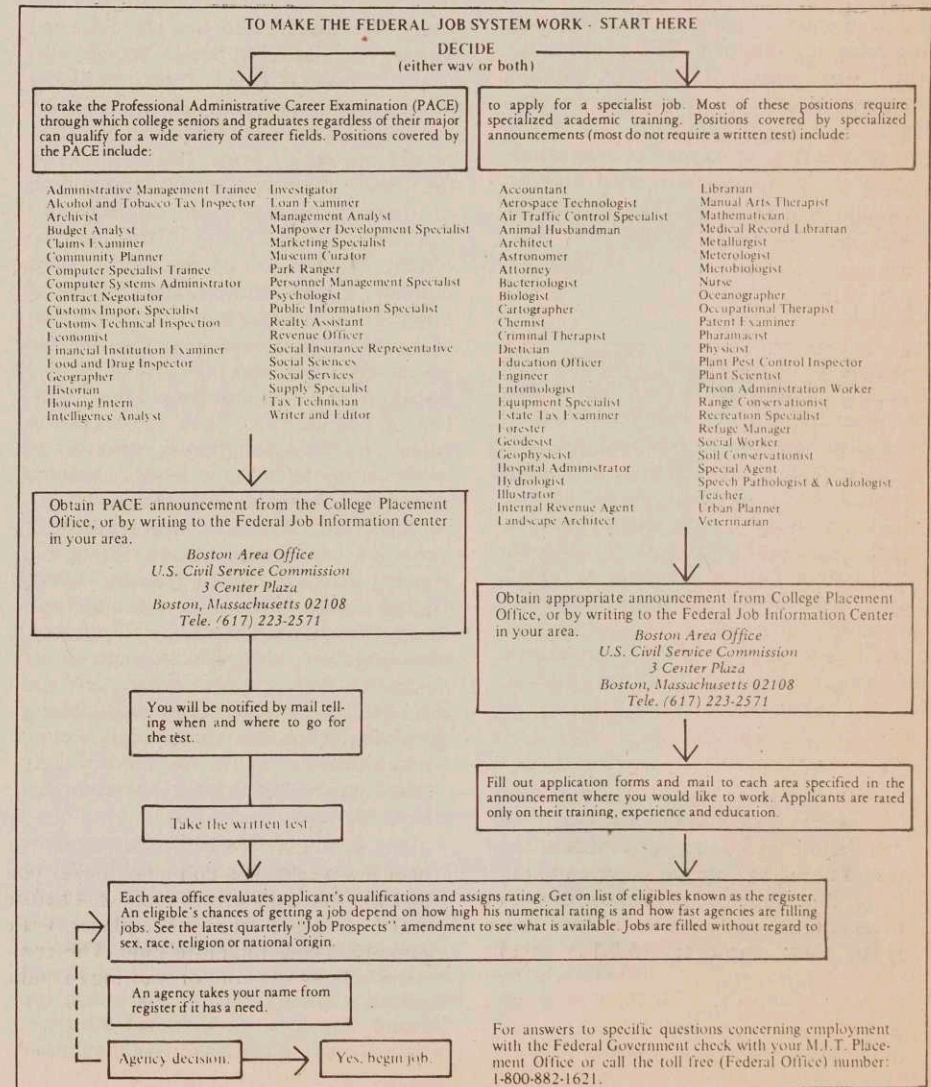 TO MAKE THE FEDERAL JOB SYSTEM WORK - START HERE
DECIDE
(either way or both)
to take the Professional Administrative Career Examination (PACE)
through which college seniors and graduates regardless of their major
can qualify for a wide variety of career fields. Positions covered by
the PACE include:
Administrative Management Trainee
Alcohol and Tobacco Tax Inspector
Archivist
Budget Analyst
Claims Examiner
Community Planner
Computer Specialist Trainee
Computer Systems Administrator
Contract Negotiator
Customs Import Specialist
Customs Technical Inspection
Economist
Financial Institution Examiner
Food and Drug Inspector
Geographer
Historian
Housing Intern
Intelligence Analyst
Investigator
Loan Examiner
Management Analyst
Manpower Development Specialist
Marketing Specialist
Museum Curator
Park Ranger
Personnel Management Specialist
Psychologist
Public Information Specialist
Realty Assistant
Revenue Officer
Social Insurance Representative
Social Sciences
Social Services
Supply Specialist
Tax Technician
Writer and Editor
Obtain PACE announcement from the College Placement
Office, or by writing to the Federal Job Information Center
in your area.
Boston Area Office
U.S. Civil Service Commission
3 Center Plaza
Boston, Massachusetts 02108
Tele. (617) 223-2571
You will be notified by mail tell-
ing when and where to go for
the test.
Take the written test.
to apply for a specialist job. Most of these positions require
specialized academic training. Positions covered by specialized
announcements (most do not require a written test) include:
Accountant
Aerospace Technologist
Air Traffic Control Specialist
Animal Husbandman
Architect
Astronomer
Attorney
Bacteriologist
Biologist
Cartographer
Chemist
Criminal Therapist
Dietician
Education Officer
Engineer
Entomologist
Equipment Specialist
Estate Tax Examiner
Forester
Geodesist
Geophysicist
Hospital Administrator
Hydrologist
Illustrator
Internal Revenue Agent
Landscape Architect
Librarian
Manual Arts Therapist
Mathematician
Medical Record Librarian
Metallurgist
Meterologist
Microbiologist
Nurse
Oceanographer
Occupational Therapist
Patent Examiner
Pharamacist
Physicist
Plant Pest Control Inspector
Plant Scientist
Prison Administration Worker
Range Conservationist
Recreation Specialist
Refuge Manager
Social Worker
Soil Conservationist
Special Agent
Speech Pathologist & Audiologist
Teacher
Urban Planner
Veterinarian
Obtain appropriate announcement from College Placement
Office, or by writing to the Federal Job Information Center
in your area.
Boston Area Office
U.S. Civil Service Commission
3 Center Plaza
Boston, Massachusetts 02108
Tele. (617) 223-2571
Fill out application forms and mail to each area specified in the
announcement where you would like to work. Applicants are rated
only on their training, experience and education.
Each area office evaluates applicant's qualifications and assigns rating. Get on list of eligibles known as the register.
An eligible's chances of getting a job depend on how high his numerical rating is and how fast agencies are filling
jobs. See the latest quarterly "Job Prospects" amendment to see what is available. Jobs are filled without regard to
sex, race, religion or national origin.
An agency takes your name from
register if it has a need.
Agency decision.
Yes, begin job.
For answers to specific questions concerning employment
with the Federal Government check with your M.I.T. Place-
ment Office or call the toll free (Federal Office) number:
1-800-882-1621.